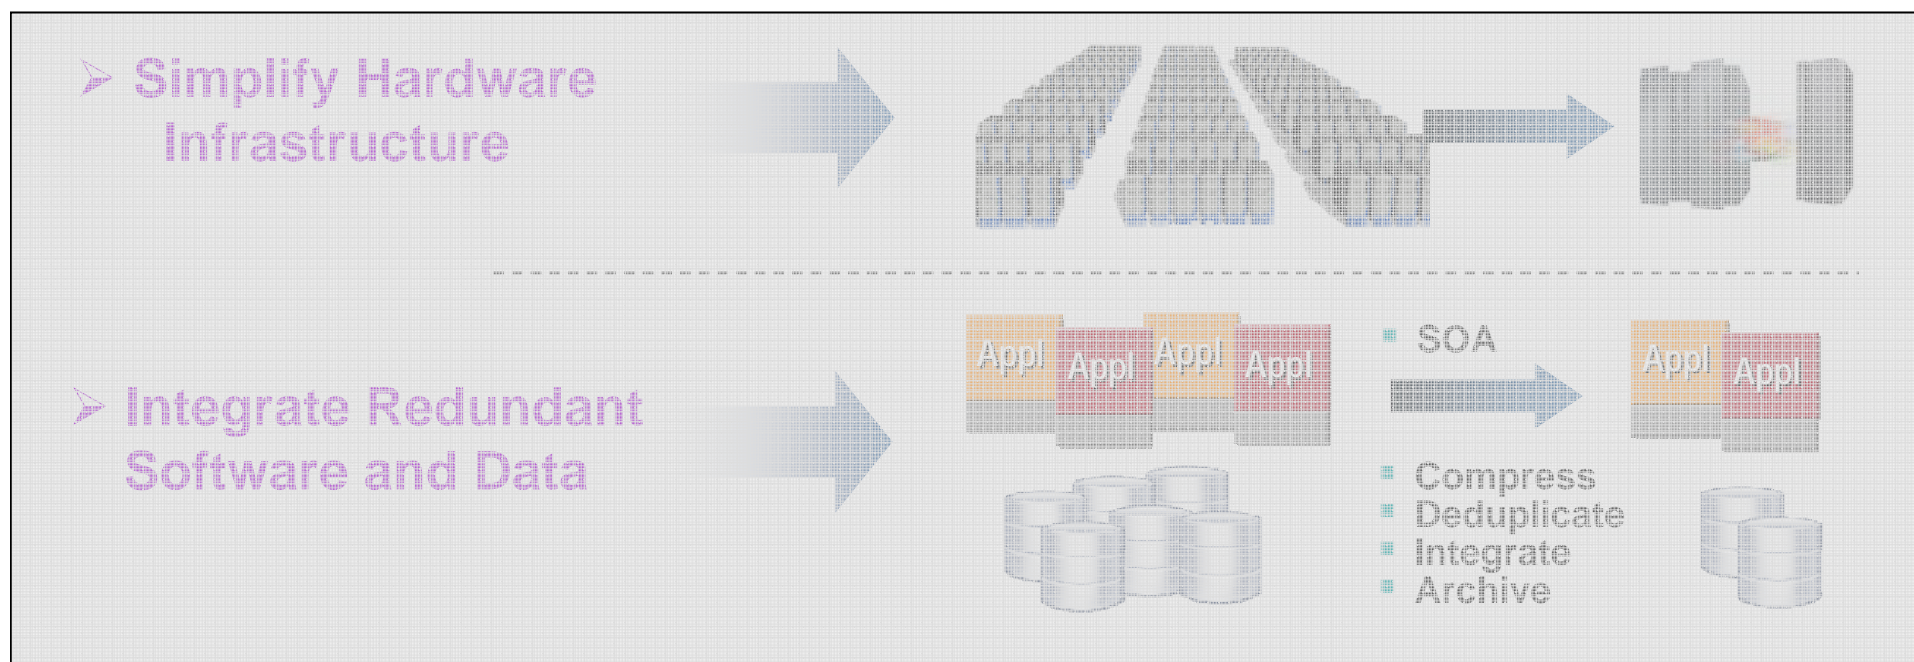 Simplify Hardware
Infrastructure
Appl
Appl
Appl
Appl
SOA
Appl
Appl
Integrate Redundant
Software and Data
Compress
Deduplicate
Integrate
Archive